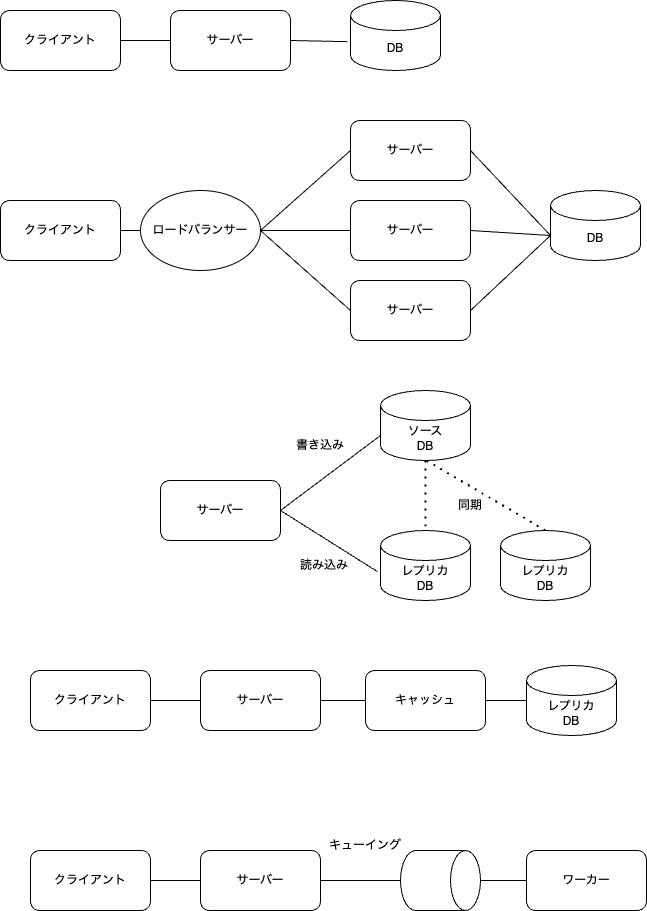 クライアント
サーバー
DB
サーバー
クライアント
ロードバランサー
サーバー
DB
サーバー
ソース
DB
書き込み
サーバー
同期
読み込み
レプリカ
DB
レプリカ
DB
クライアント
サーバー
キャッシュ
レプリカ
DB
キューイング
クライアント
サーバー
ワーカー